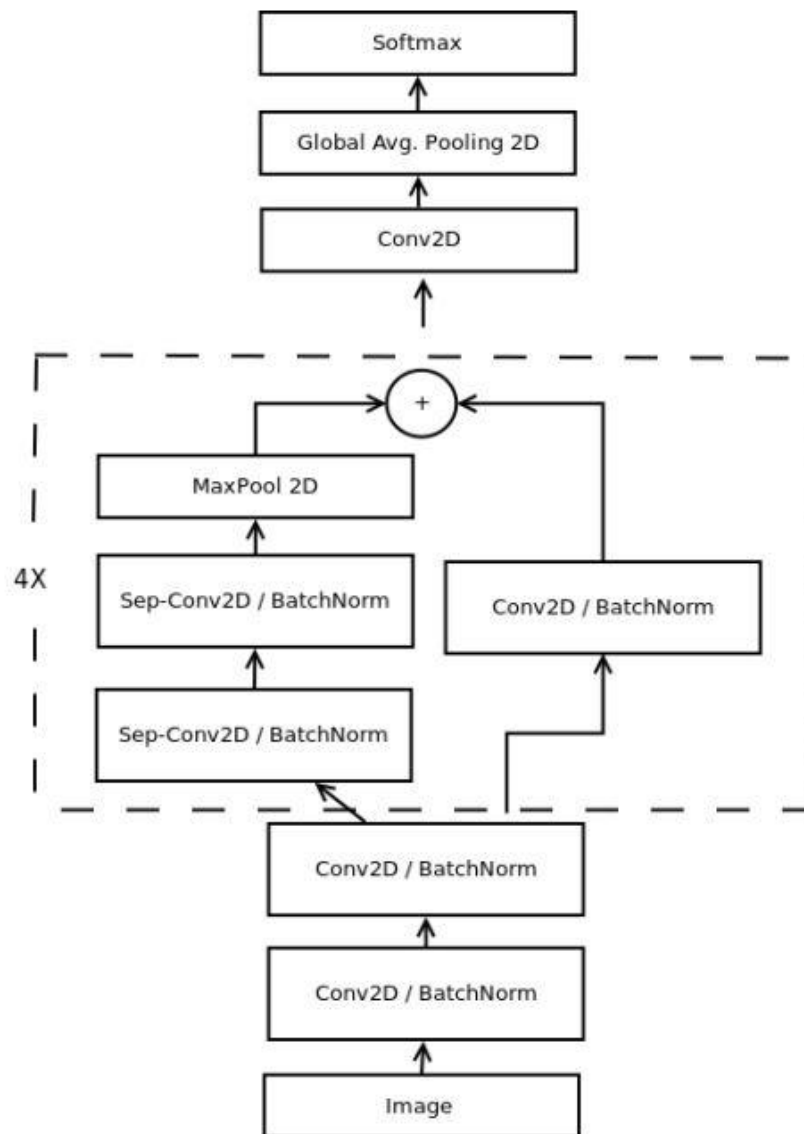 Softmax
Global Avg. Pooling 2D
Conv2D
+
MaxPool 2D
4X
Sep-Conv2D / BatchNorm
Conv2D / BatchNorm
Sep-Conv2D / BatchNorm
Conv2D / BatchNorm
Conv2D / BatchNorm
Image